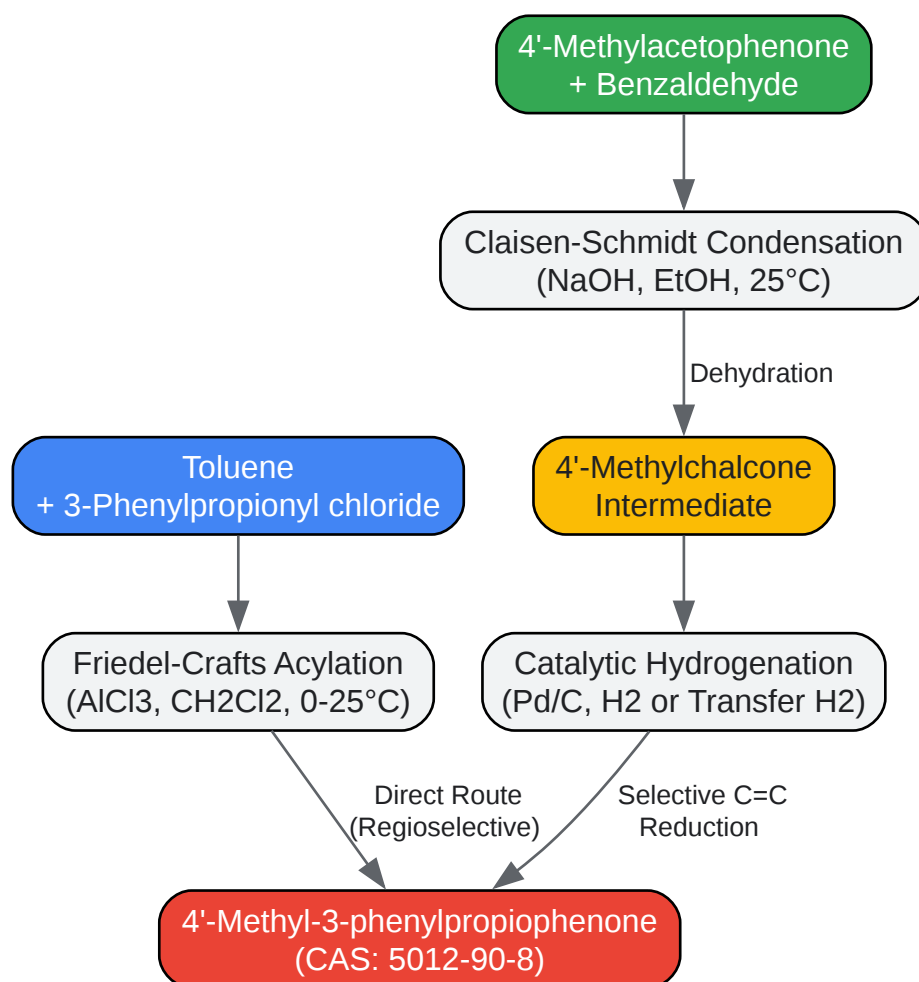 4'-Methylacetophenone
+ Benzaldehyde
Claisen-Schmidt Condensation
(NaOH, EtOH, 25°C)
Dehydration
Toluene
+ 3-Phenylpropionyl chloride
4'-Methylchalcone
Intermediate
Friedel-Crafts Acylation
(AlCl3, CH2Cl2, 0-25°C)
Catalytic Hydrogenation
(Pd/C, H2 or Transfer H2)
Direct Route
(Regioselective)
Selective C=C
Reduction
4'-Methyl-3-phenylpropiophenone
(CAS: 5012-90-8)